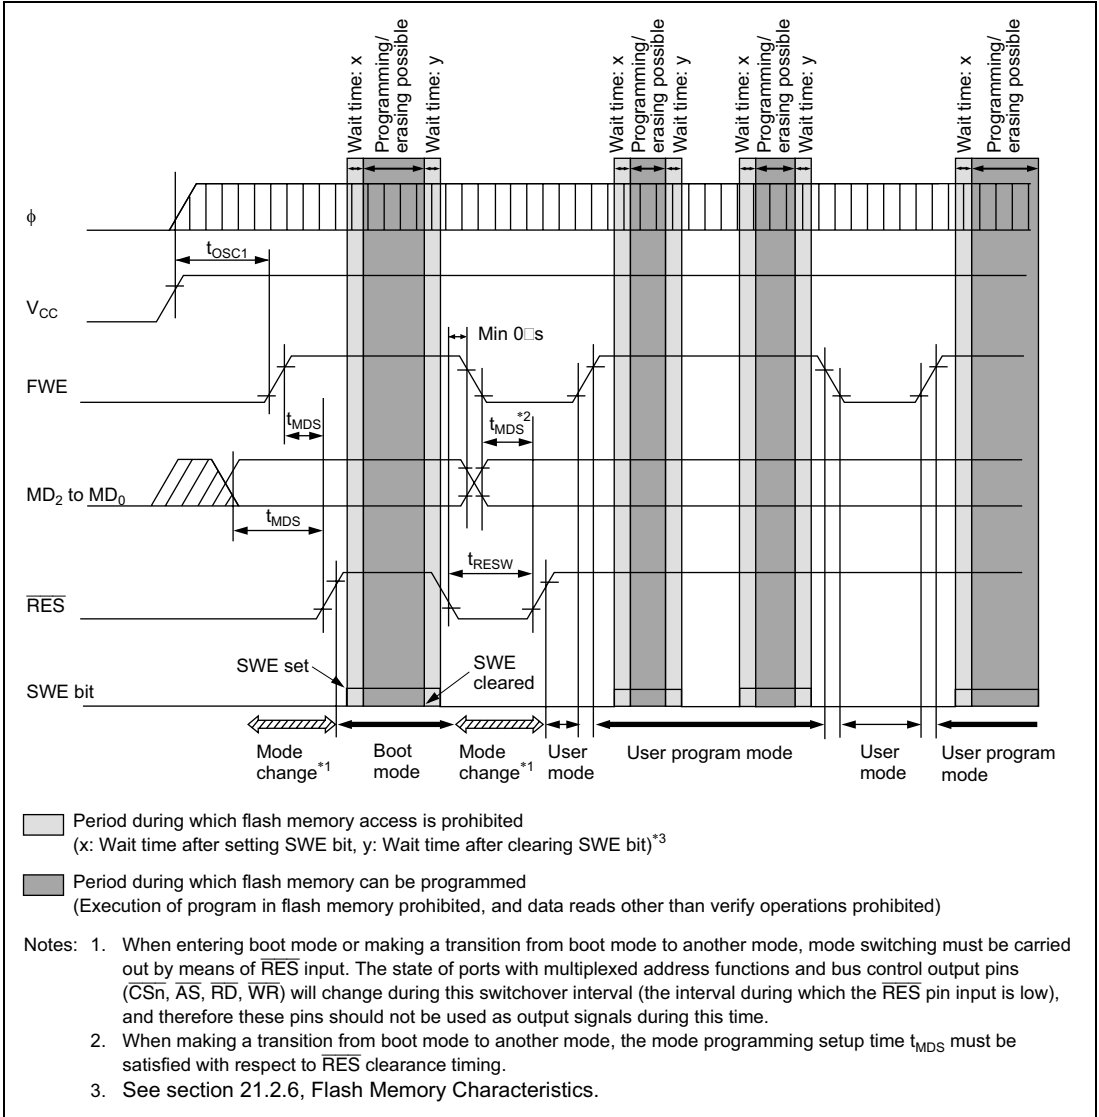 Wait time: x
Programming/
erasing possible
Wait time: y
Wait time: x
Programming/
erasing possible
Wait time: y
Wait time: x
Programming/
erasing possible
Wait time: y
Wait time: x
Programming/
erasing possible
ϕ
tOSC1
VCC
Min 0□s
FWE
tMDS
tMDS*2
MD2 to MD0
tMDS
tRESW
RES
SWE set
SWE
cleared
SWE bit
Mode
change*1
Boot
mode
Mode
change*1
User
mode
User program mode
User
mode
User program
mode
Period during which flash memory access is prohibited
(x: Wait time after setting SWE bit, y: Wait time after clearing SWE bit)*3
Period during which flash memory can be programmed
(Execution of program in flash memory prohibited, and data reads other than verify operations prohibited)
Notes: 1. When entering boot mode or making a transition from boot mode to another mode, mode switching must be carried
out by means of RES input. The state of ports with multiplexed address functions and bus control output pins
(CSn, AS, RD, WR) will change during this switchover interval (the interval during which the RES pin input is low),
and therefore these pins should not be used as output signals during this time.
2. When making a transition from boot mode to another mode, the mode programming setup time tMDS must be
satisfied with respect to RES clearance timing.
3. See section 21.2.6, Flash Memory Characteristics.